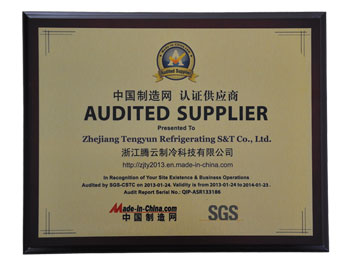 Audited Supplier
中国制造网 认证供应商
AUDITED SUPPLIER
Presented To
Zhejiang Tengyun Refrigerating S&T Co., Ltd.
浙江腾云制冷科技有限公司
http://zjty2013.en.made-in-china.com/
In Recognition of Your Site Existence & Business Operations
Audited by SGS-CSTC on 2013-01-24. Validity is from 2013-01-24 to 2014-01-23.
Audit Report Serial No.: QIP-ASR133186
Made-in-China.com
中国制造网
SGS